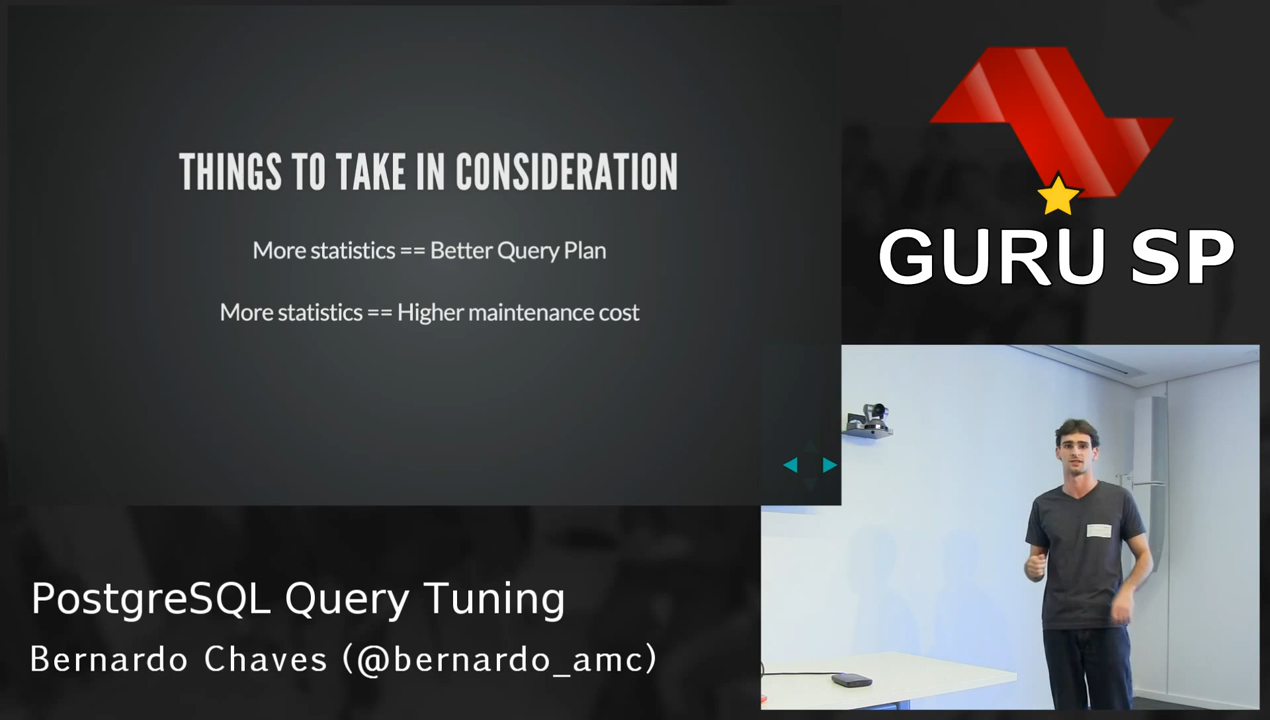 THINGS TO TAKE IN CONSIDERATION
More statistics == Better Query Plan
More statistics == Higher maintenance cost
GURU SP
PostgreSQL Query Tuning
Bernardo Chaves (@bernardo_amc)